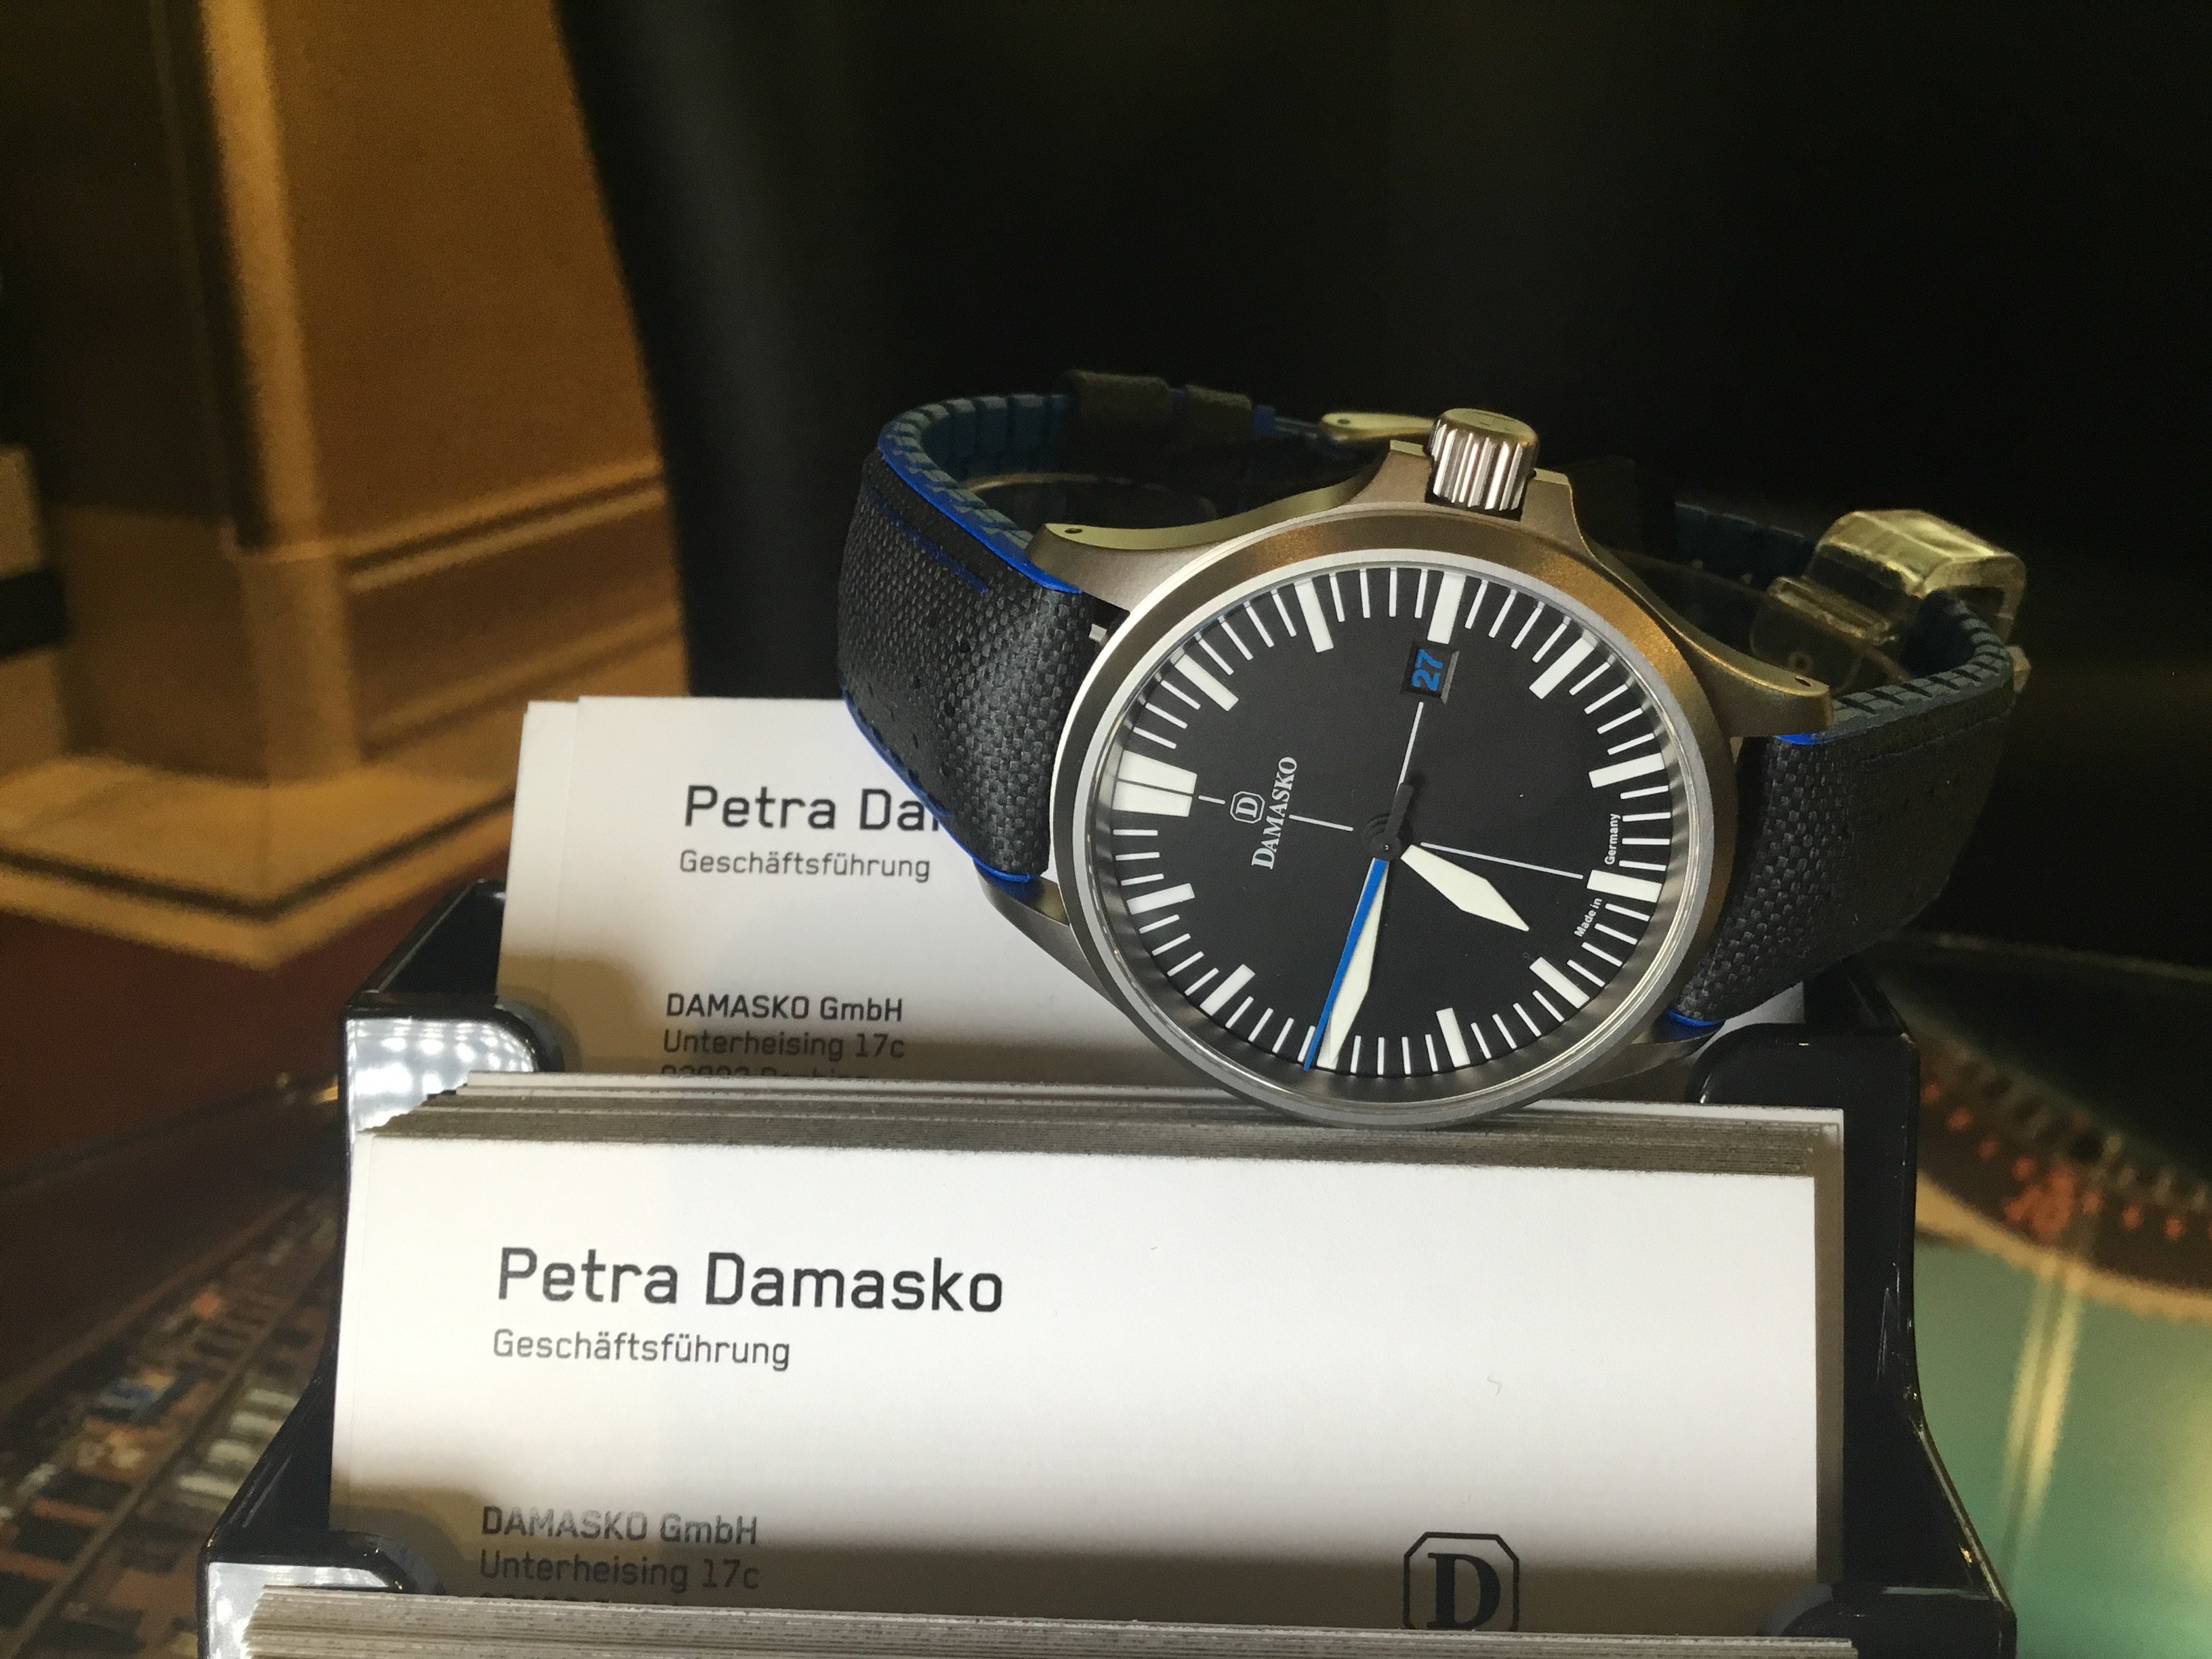 27
D
DAMASKO
Made in Germany
Petra Da
Geschäftsführung
DAMASKO GmbH
Unterheising 17c
Petra Damasko
Geschäftsführung
DAMASKO GmbH
Unterheising 17c
D